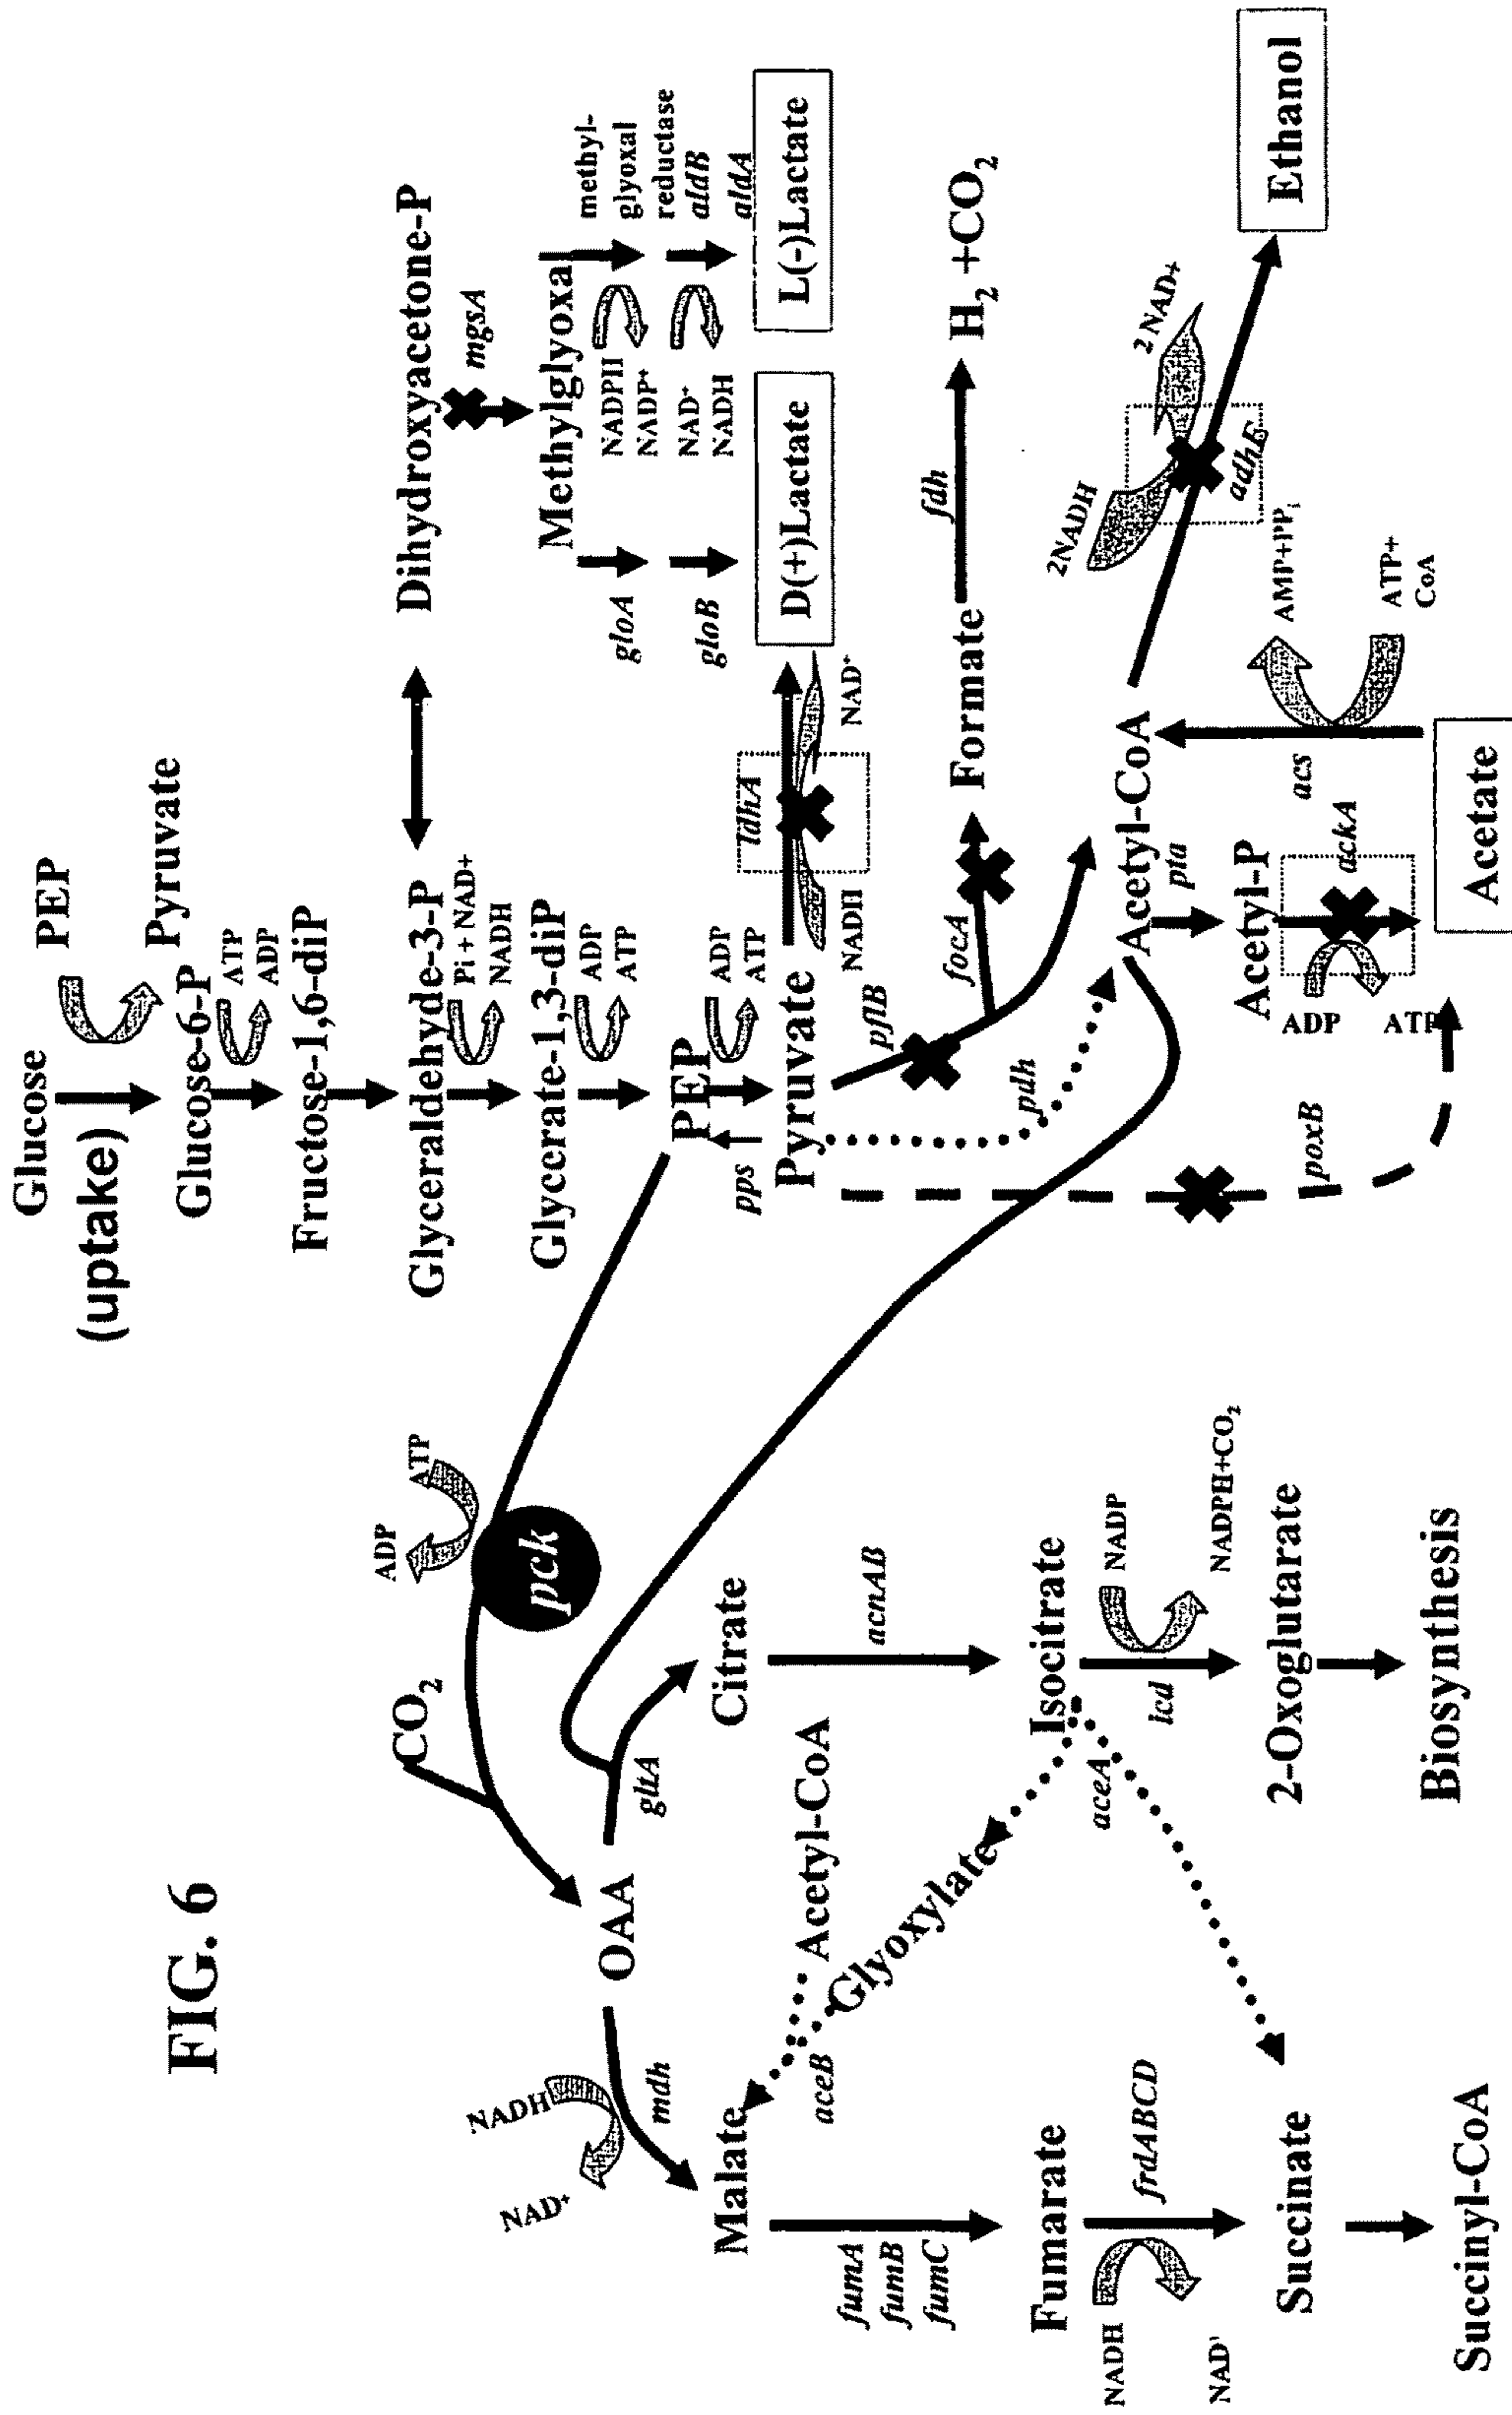 FIG. 6
Glucose
(uptake)
PEP
Pyruvate
Glucose-6-P
ATP
ADP
Fructose-1,6-diP
Glyceraldehyde-3-P
Dihydroxyacetone-P
Pi + NAD+
NADH
mgsA
Glycerate-1,3-diP
ADP
ATP
Methylglyoxal
gloA
gloB
NADPH
NADP+
NAD+
NADH
methyl-
glyoxal
reductase
aldB
aldA
PEP
ADP
ATP
pps
Pyruvate
ldhA
NADH
NAD+
D(+)Lactate
L(-)Lactate
CO2
ADP
ATP
pck
OAA
NADH
NAD+
mdh
gltA
Malate
Citrate
Acetyl-CoA
acnAB
aceB
Glyoxylate
fumA
fumB
fumC
Fumarate
Isocitrate
aceA
NADH
NAD+
frdABCD
icd
NADP
NADPH+CO2
Succinate
2-Oxoglutarate
Succinyl-CoA
Biosynthesis
pflB
focA
Formate
fdh
H2 +CO2
pdh
Acetyl-CoA
2NADH
2 NAD+
adhE
Ethanol
pta
Acetyl-P
ackA
ADP
ATP
acs
AMP+PPi
ATP+
CoA
poxB
Acetate